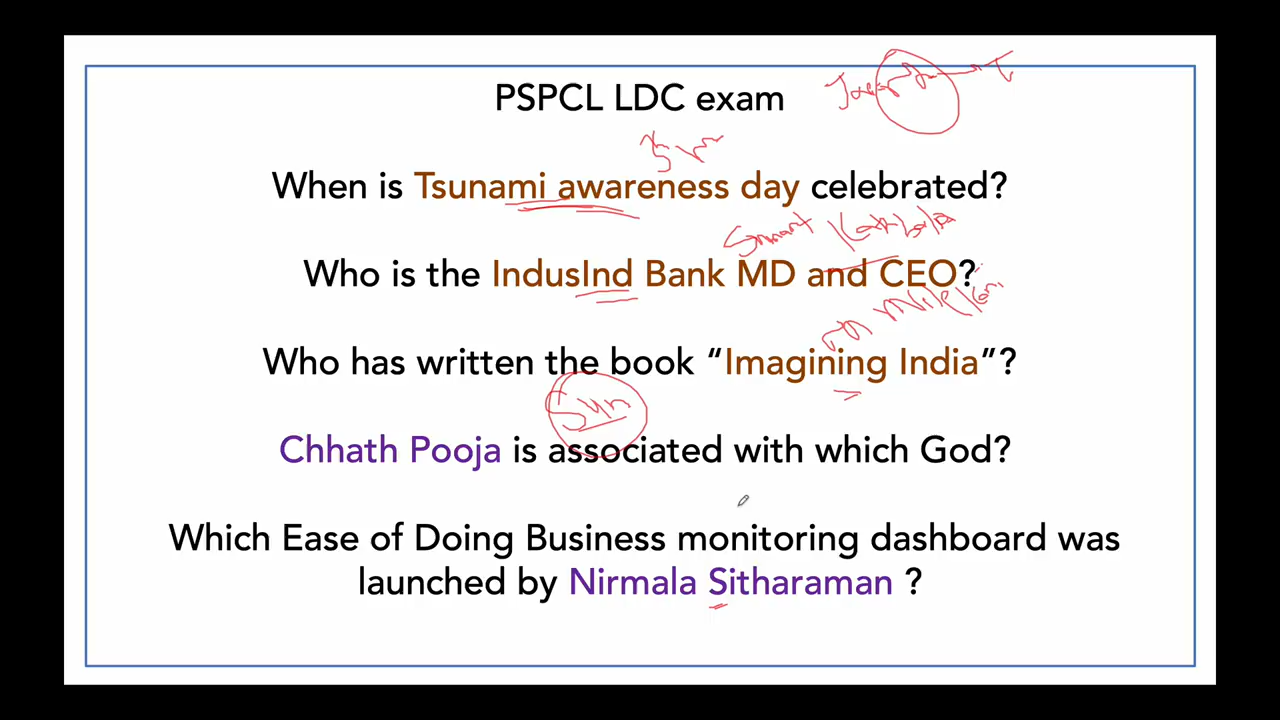 PSPCL LDC exam
When is Tsunami awareness day celebrated?
Smart
Who is the IndusInd Bank MD and CEO?
Who has written the book “Imagining India”?
Sun
Chhath Pooja is associated with which God?
Which Ease of Doing Business monitoring dashboard was
launched by Nirmala Sitharaman ?